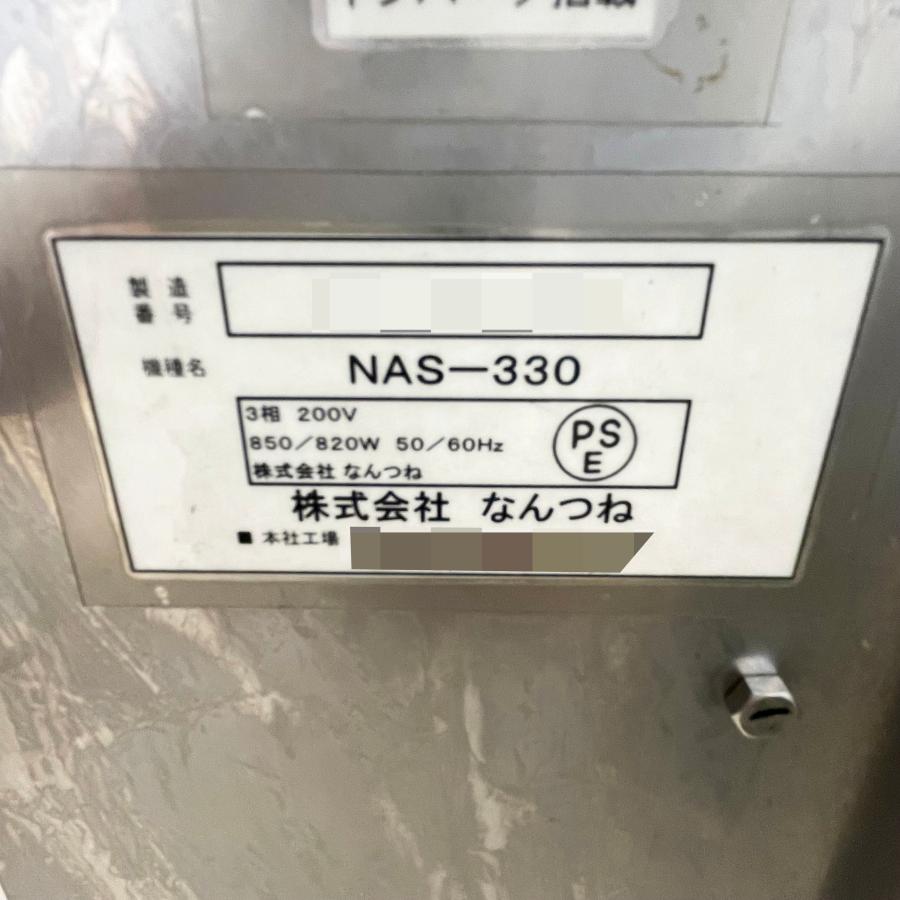 製造
番号
機種名 NAS-330
3相 200V
850/820W 50/60Hz
株式会社 なんつね
PS
E
株式会社 なんつね
■ 本社工場